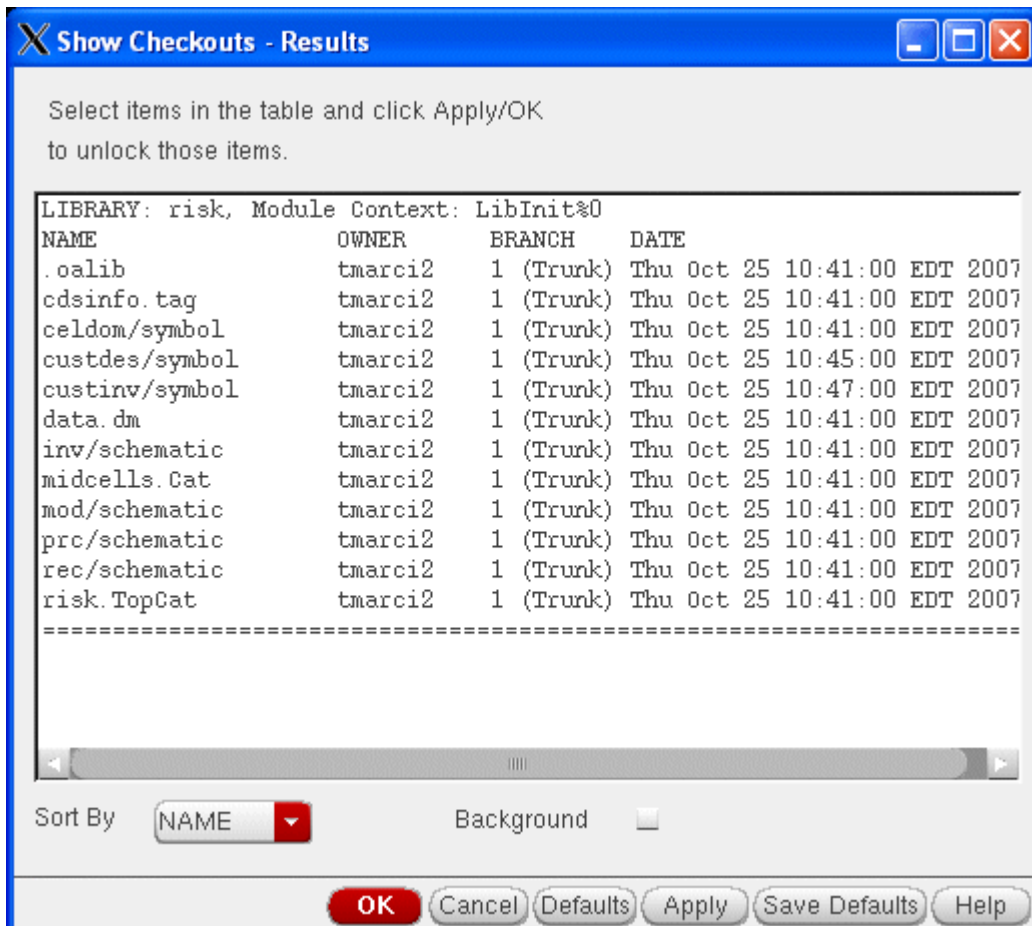 Show Checkouts - Results
Select items in the table and click Apply/OK
to unlock those items.
LIBRARY: risk, Module Context: LibInit%0
NAME OWNER BRANCH DATE
.oalib tmarci2 1 (Trunk) Thu Oct 25 10:41:00 EDT 2007
cdsinfo.tag tmarci2 1 (Trunk) Thu Oct 25 10:41:00 EDT 2007
celdom/symbol tmarci2 1 (Trunk) Thu Oct 25 10:41:00 EDT 2007
custdes/symbol tmarci2 1 (Trunk) Thu Oct 25 10:45:00 EDT 2007
custinv/symbol tmarci2 1 (Trunk) Thu Oct 25 10:47:00 EDT 2007
data.dm tmarci2 1 (Trunk) Thu Oct 25 10:41:00 EDT 2007
inv/schematic tmarci2 1 (Trunk) Thu Oct 25 10:41:00 EDT 2007
midcells.Cat tmarci2 1 (Trunk) Thu Oct 25 10:41:00 EDT 2007
mod/schematic tmarci2 1 (Trunk) Thu Oct 25 10:41:00 EDT 2007
prc/schematic tmarci2 1 (Trunk) Thu Oct 25 10:41:00 EDT 2007
rec/schematic tmarci2 1 (Trunk) Thu Oct 25 10:41:00 EDT 2007
risk.TopCat tmarci2 1 (Trunk) Thu Oct 25 10:41:00 EDT 2007
======================================================================
Sort By NAME Background
OK Cancel Defaults Apply Save Defaults Help